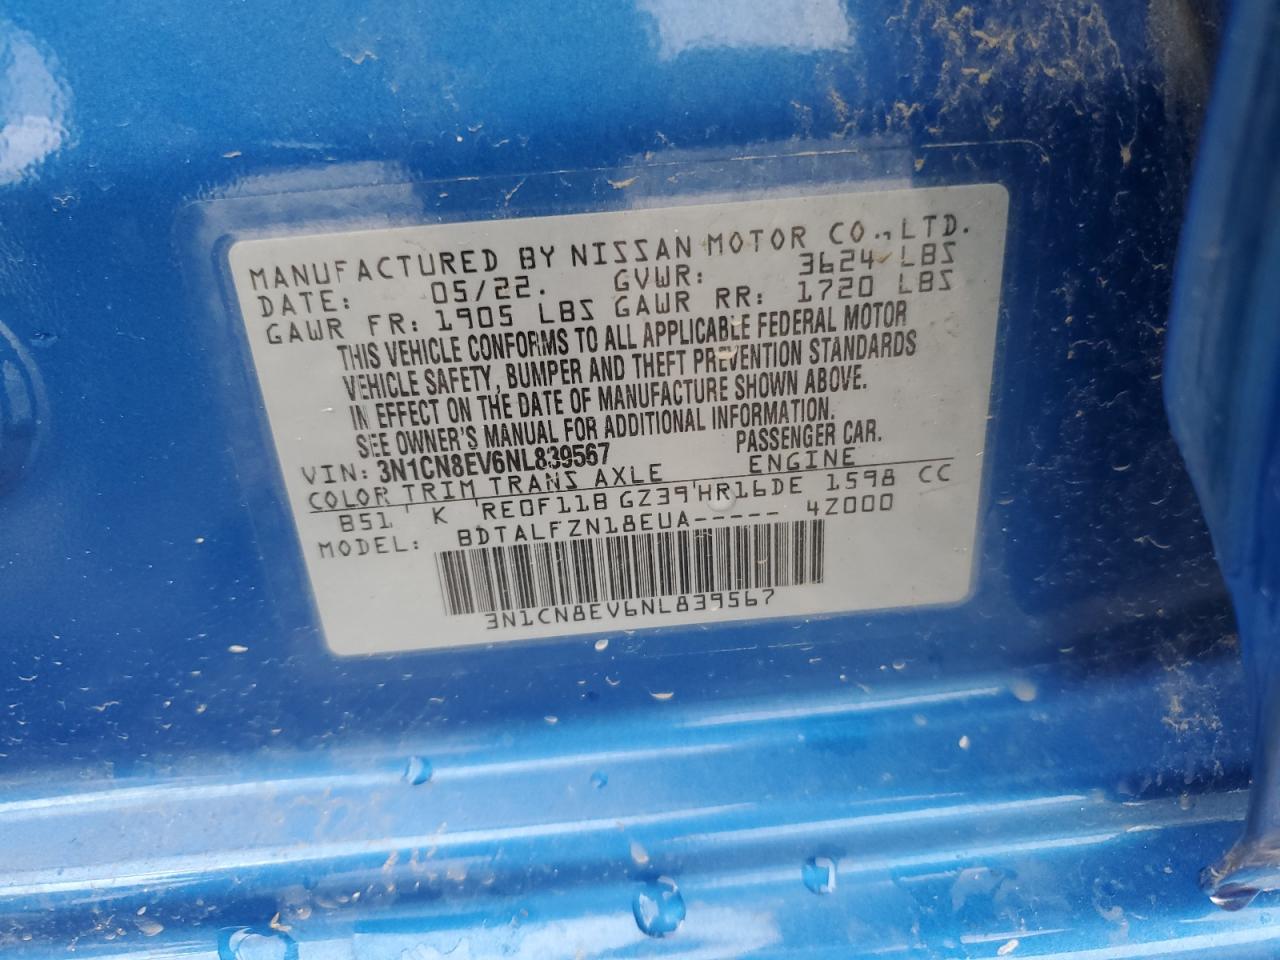 MANUFACTURED BY NISSAN MOTOR CO., LTD.
DATE: 05/22. GVWR: 3624 LBS
GAWR FR: 1905 LBS GAWR RR: 1720 LBS
THIS VEHICLE CONFORMS TO ALL APPLICABLE FEDERAL MOTOR
VEHICLE SAFETY, BUMPER AND THEFT PREVENTION STANDARDS
IN EFFECT ON THE DATE OF MANUFACTURE SHOWN ABOVE.
SEE OWNER'S MANUAL FOR ADDITIONAL INFORMATION.
VIN: 3N1CN8EV6NL839567 PASSENGER CAR.
COLOR TRIM TRANS AXLE ENGINE
B51 K RE0F11B GZ39 HR16DE 1598 CC
MODEL: BDTALFZN18EUA----- 4Z000
3N1CN8EV6NL839567